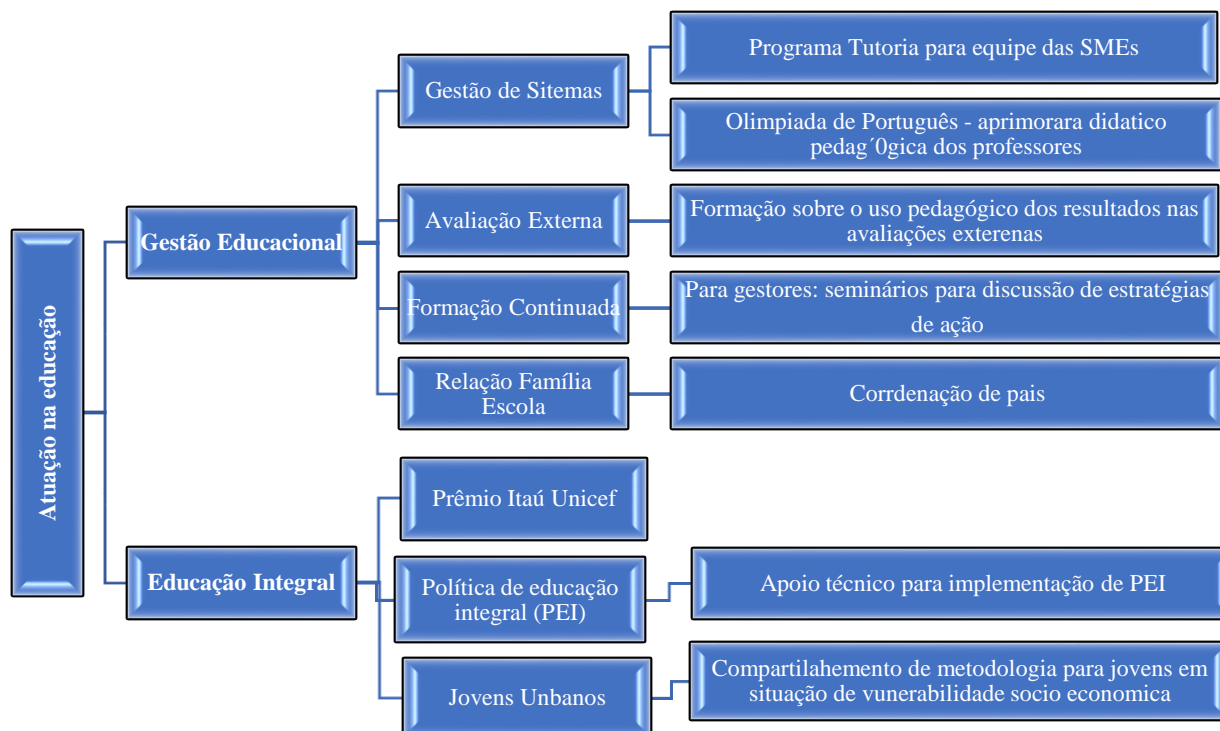 Atuação na educação
Gestão Educacional
Gestão de Sitemas
Programa Tutoria para equipe das SMEs
Olimpiada de Português - aprimorara didatico
pedag´0gica dos professores
Avaliação Externa
Formação sobre o uso pedagógico dos resultados nas
avaliações exterenas
Formação Continuada
Para gestores: seminários para discussão de estratégias
de ação
Relação Família
Escola
Corrdenação de pais
Educação Integral
Prêmio Itaú Unicef
Política de educação
integral (PEI)
Apoio técnico para implementação de PEI
Jovens Unbanos
Compartilahemento de metodologia para jovens em
situação de vunerabilidade socio economica